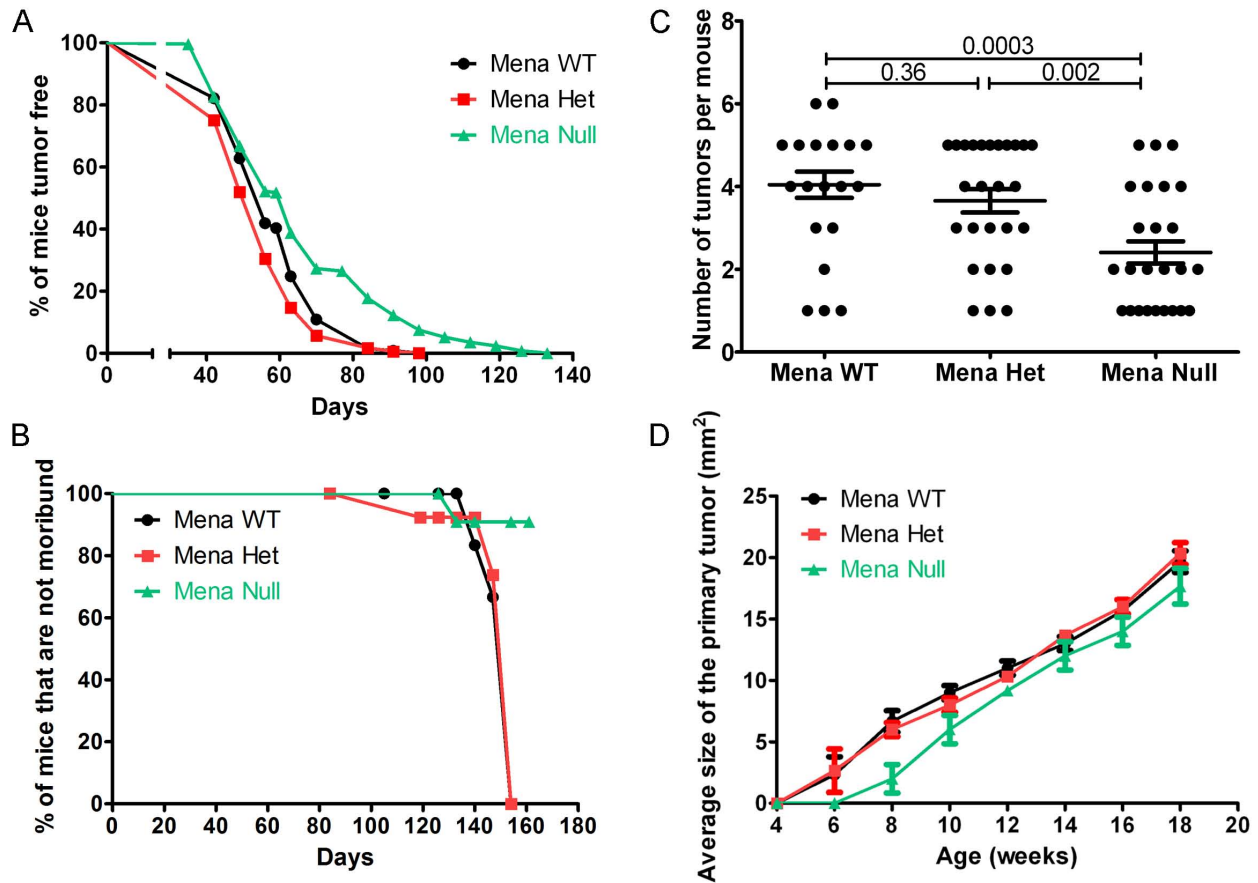 A
% of mice tumor free
100
80
60
40
20
0
0 40 60 80 100 120 140
Days
Mena WT
Mena Het
Mena Null
C
Number of tumors per mouse
8
6
4
2
0
0.0003
0.36 0.002
Mena WT Mena Het Mena Null
B
% of mice that are not moribund
100
80
60
40
20
0
0 20 40 60 80 100 120 140 160 180
Days
Mena WT
Mena Het
Mena Null
D
Average size of the primary tumor (mm²)
25
20
15
10
5
0
4 6 8 10 12 14 16 18 20
Age (weeks)
Mena WT
Mena Het
Mena Null